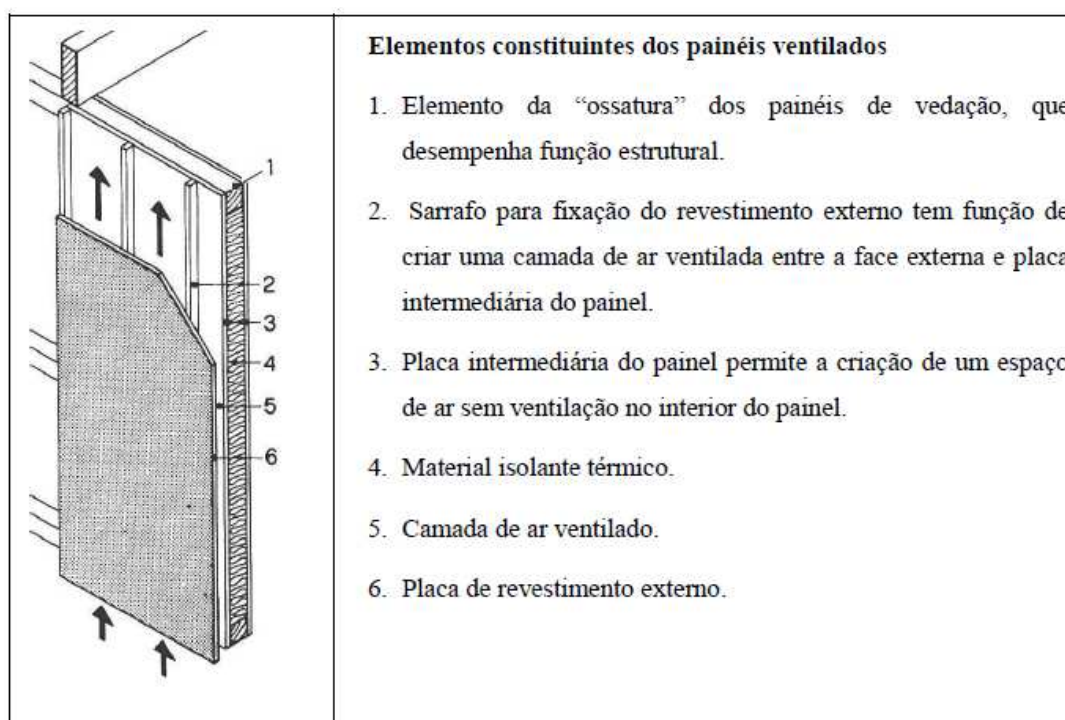 Elementos constituintes dos painéis ventilados
1. Elemento da “ossatura” dos painéis de vedação, que
desempenha função estrutural.
2. Sarrafo para fixação do revestimento externo tem função de
criar uma camada de ar ventilada entre a face externa e placa
intermediária do painel.
3. Placa intermediária do painel permite a criação de um espaço
de ar sem ventilação no interior do painel.
4. Material isolante térmico.
5. Camada de ar ventilado.
6. Placa de revestimento externo.
1
2
3
4
5
6